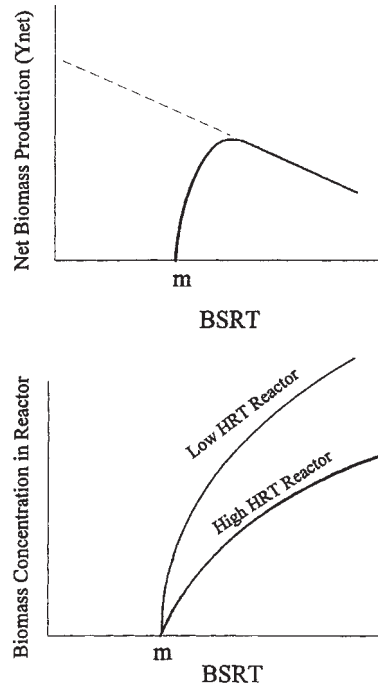 Net Biomass Production (Ynet)
m
BSRT
Biomass Concentration in Reactor
Low HRT Reactor
High HRT Reactor
m
BSRT